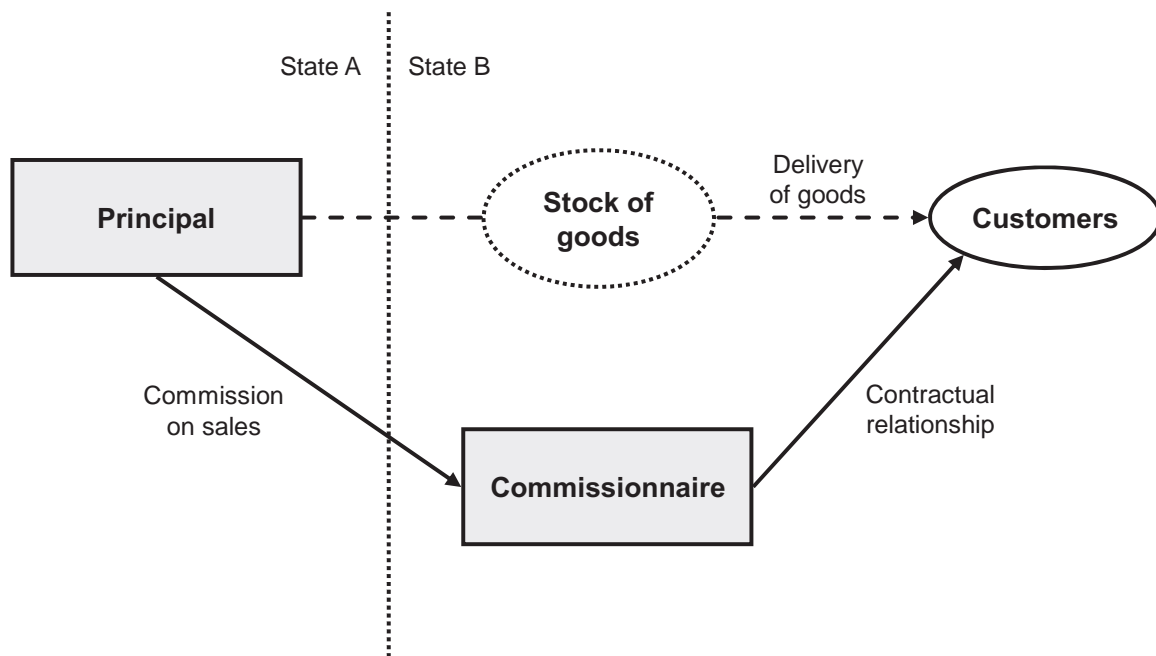 State A
State B
Principal
Stock of
goods
Delivery
of goods
Customers
Commission
on sales
Contractual
relationship
Commissionnaire